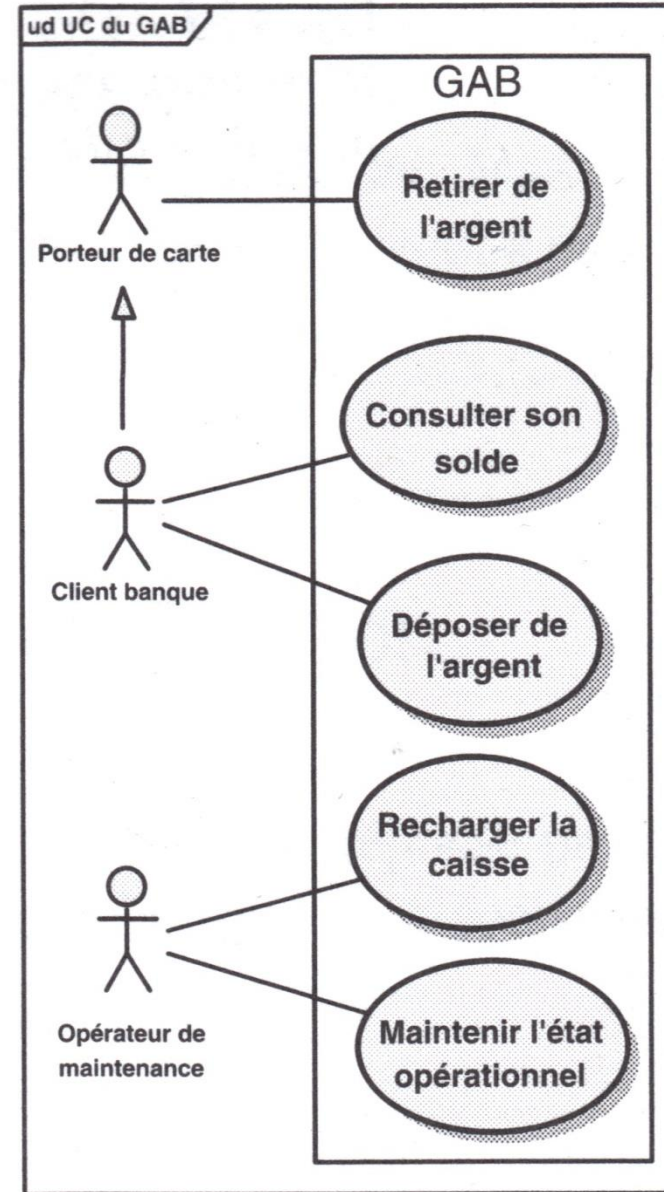 ud UC du GAB
GAB
Retirer de
l'argent
Porteur de carte
Consulter son
solde
Client banque
Déposer de
l'argent
Recharger la
caisse
Opérateur de
maintenance
Maintenir l'état
opérationnel